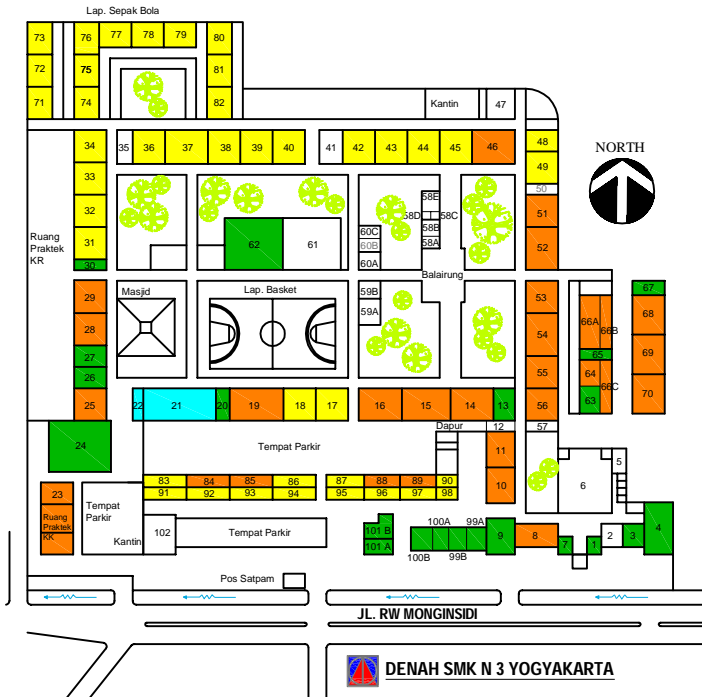 Lap. Sepak Bola
73 76 77 78 79 80
72 75 81
71 74 82
Kantin 47
34 35 36 37 38 39 40 41 42 43 44 45 46 48
NORTH
33 49
50
32 58E 51
58D 58C
31 62 61 60C 58B 52
Ruang
Praktek
KR
60B 58A
30 60A Balairung
67
29 Masjid Lap. Basket 59B 53 66A 66B 68
28 59A 54
27 65 69
26 55 64 66C
25 22 21 20 19 18 17 16 15 14 13 56 63 70
Dapur 12 57
24 Tempat Parkir 11
5
83 84 85 86 87 88 89 90 10 6
91 92 93 94 95 96 97 98
23
Ruang
Praktek
KK
Tempat
Parkir
Kantin
102 Tempat Parkir
101 B 100A 99A 9 8 2 3 4
101 A 7 1
100B 99B
Pos Satpam
JL. RW MONGINSIDI
DENAH SMK N 3 YOGYAKARTA